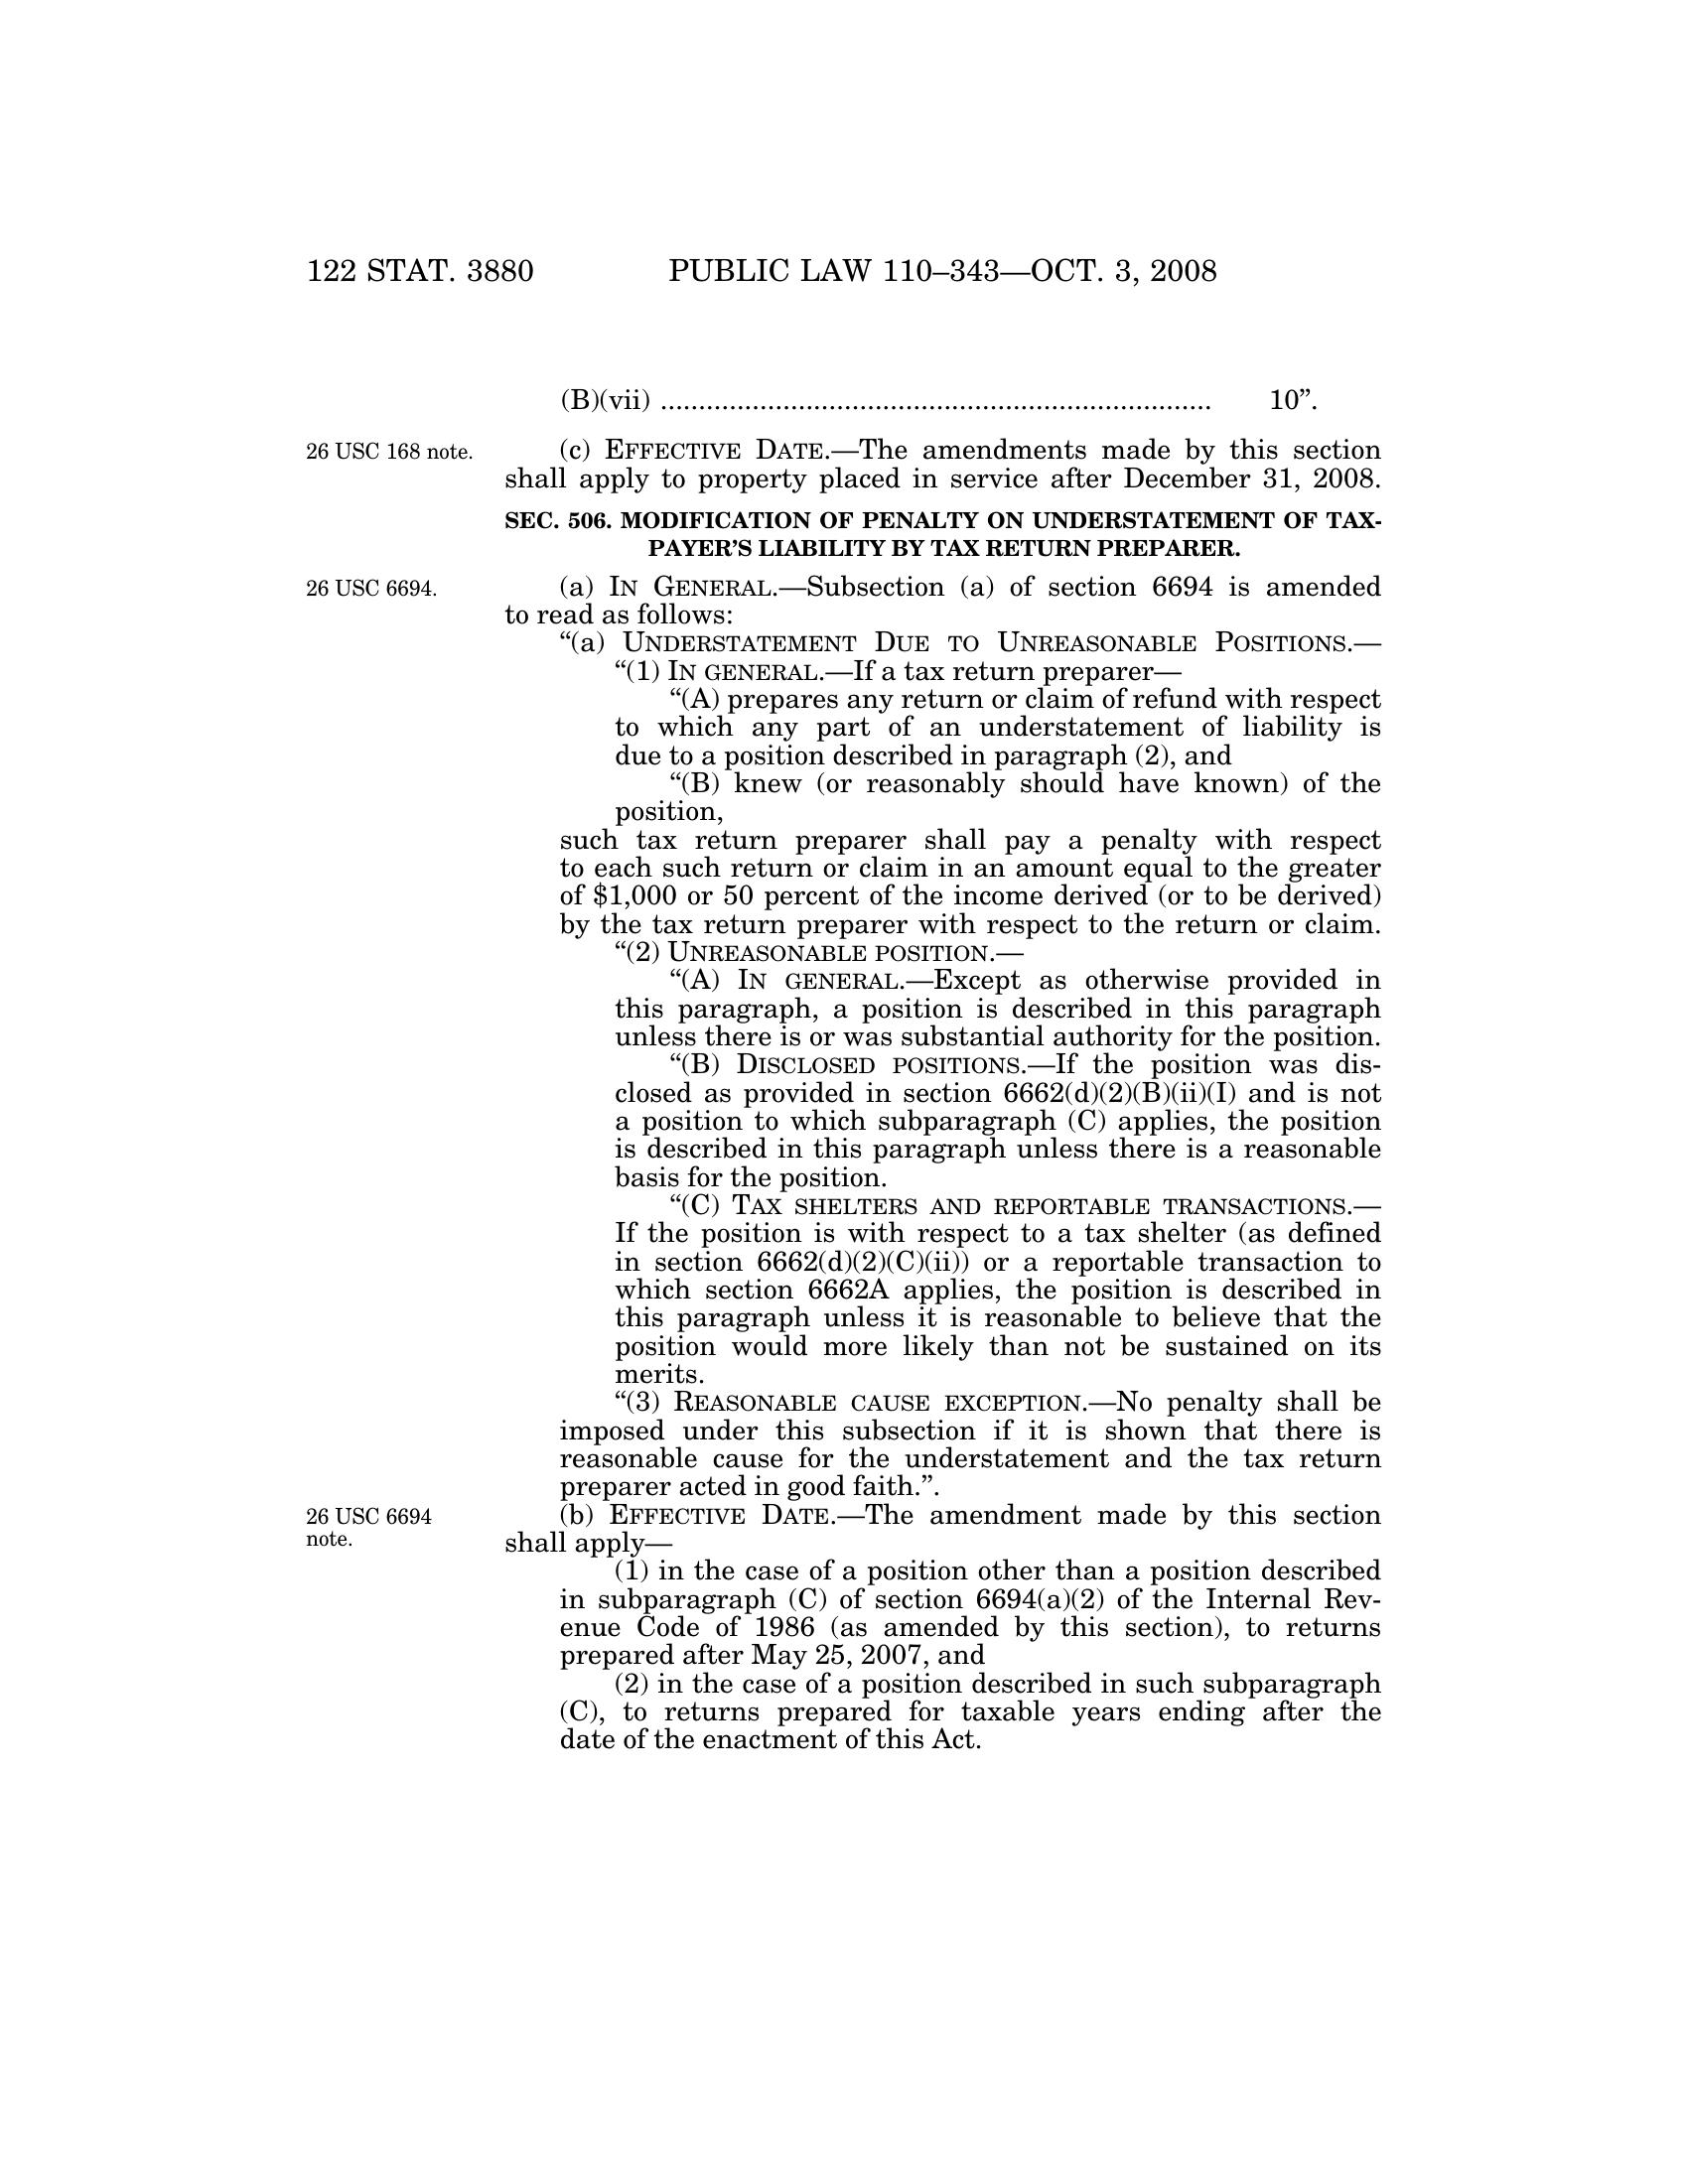 122 STAT. 3880 PUBLIC LAW 110–343—OCT. 3, 2008
(B)(vii) ........................................................................ 10”.
26 USC 168 note.
(c) EFFECTIVE DATE.—The amendments made by this section
shall apply to property placed in service after December 31, 2008.
SEC. 506. MODIFICATION OF PENALTY ON UNDERSTATEMENT OF TAX-
PAYER’S LIABILITY BY TAX RETURN PREPARER.
26 USC 6694.
(a) IN GENERAL.—Subsection (a) of section 6694 is amended
to read as follows:
“(a) UNDERSTATEMENT DUE TO UNREASONABLE POSITIONS.—
“(1) IN GENERAL.—If a tax return preparer—
“(A) prepares any return or claim of refund with respect
to which any part of an understatement of liability is
due to a position described in paragraph (2), and
“(B) knew (or reasonably should have known) of the
position,
such tax return preparer shall pay a penalty with respect
to each such return or claim in an amount equal to the greater
of $1,000 or 50 percent of the income derived (or to be derived)
by the tax return preparer with respect to the return or claim.
“(2) UNREASONABLE POSITION.—
“(A) IN GENERAL.—Except as otherwise provided in
this paragraph, a position is described in this paragraph
unless there is or was substantial authority for the position.
“(B) DISCLOSED POSITIONS.—If the position was dis-
closed as provided in section 6662(d)(2)(B)(ii)(I) and is not
a position to which subparagraph (C) applies, the position
is described in this paragraph unless there is a reasonable
basis for the position.
“(C) TAX SHELTERS AND REPORTABLE TRANSACTIONS.—
If the position is with respect to a tax shelter (as defined
in section 6662(d)(2)(C)(ii)) or a reportable transaction to
which section 6662A applies, the position is described in
this paragraph unless it is reasonable to believe that the
position would more likely than not be sustained on its
merits.
“(3) REASONABLE CAUSE EXCEPTION.—No penalty shall be
imposed under this subsection if it is shown that there is
reasonable cause for the understatement and the tax return
preparer acted in good faith.”.
26 USC 6694
note.
(b) EFFECTIVE DATE.—The amendment made by this section
shall apply—
(1) in the case of a position other than a position described
in subparagraph (C) of section 6694(a)(2) of the Internal Rev-
enue Code of 1986 (as amended by this section), to returns
prepared after May 25, 2007, and
(2) in the case of a position described in such subparagraph
(C), to returns prepared for taxable years ending after the
date of the enactment of this Act.